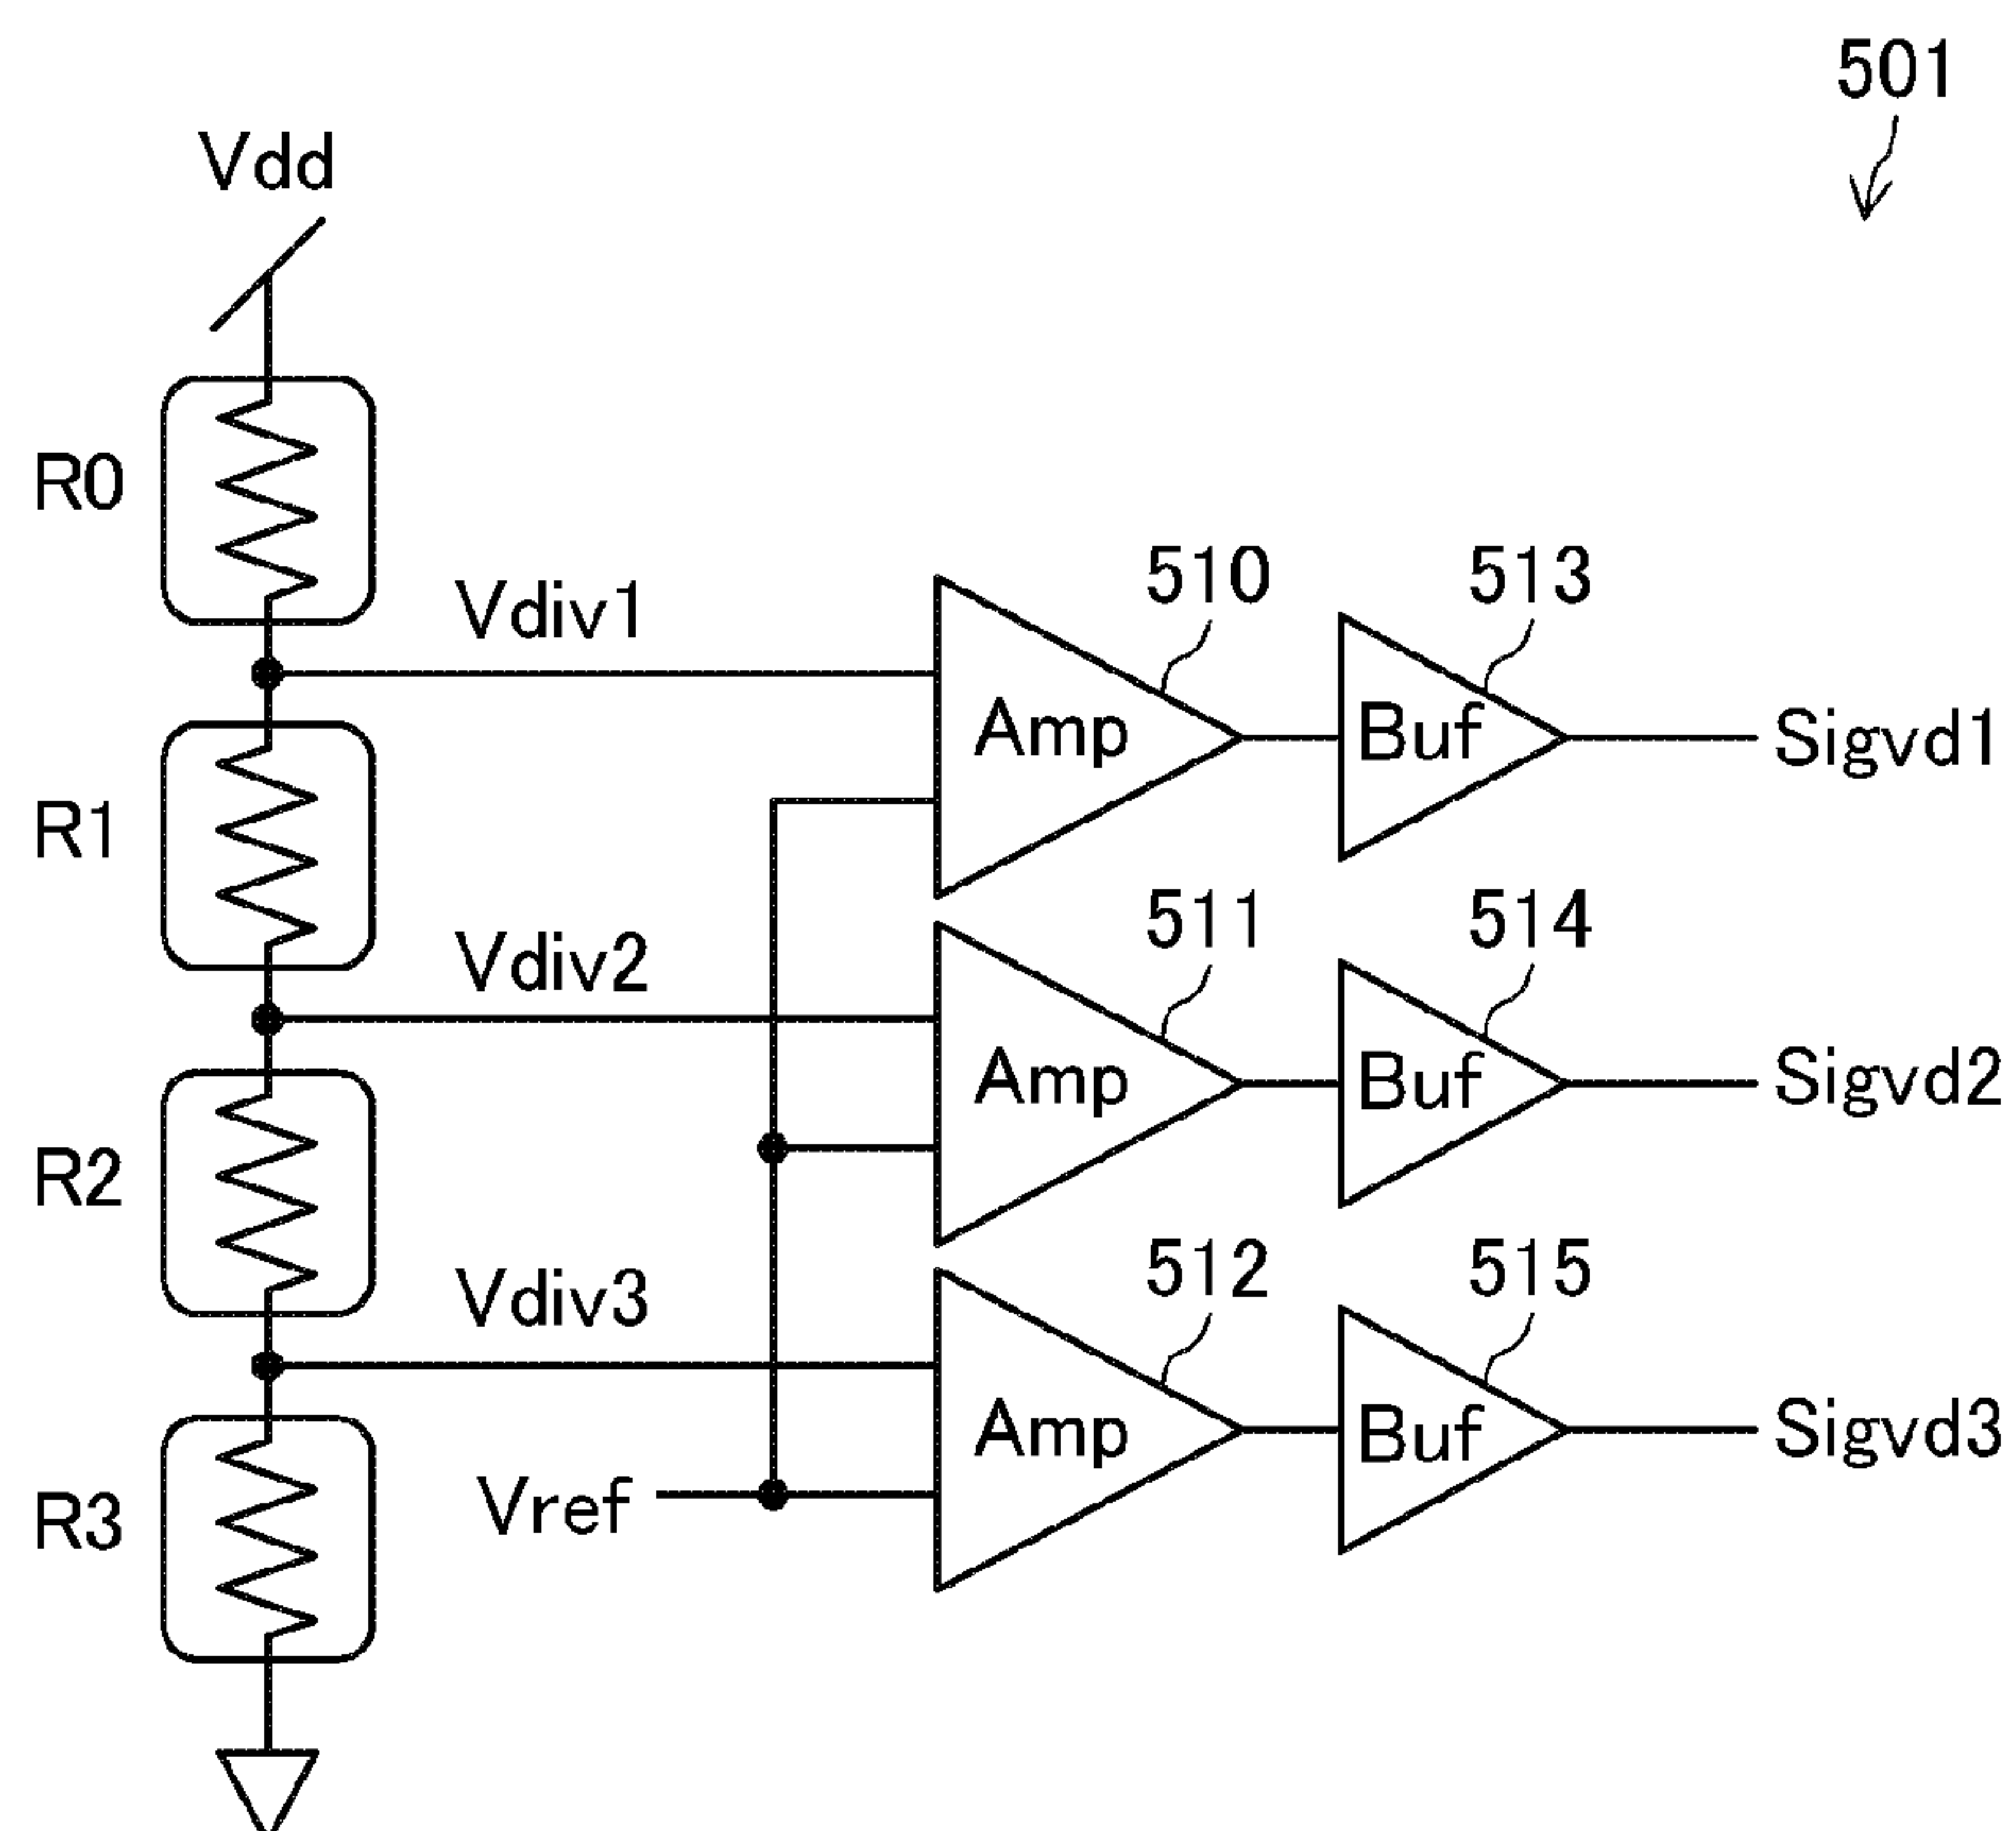 501
Vdd
R0
Vdiv1
510
513
Amp
Buf
Sigvd1
R1
Vdiv2
511
514
Amp
Buf
Sigvd2
R2
Vdiv3
512
515
Amp
Buf
Sigvd3
Vref
R3